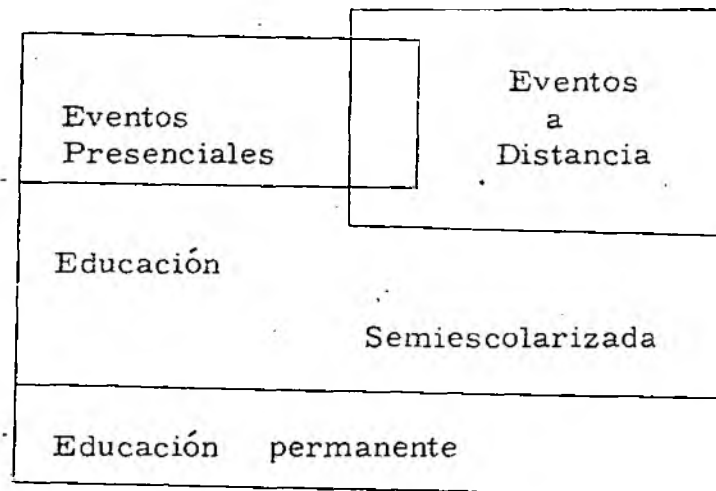 Eventos
Presenciales
Eventos
a
Distancia
Educación
Semiescolarizada
Educación permanente